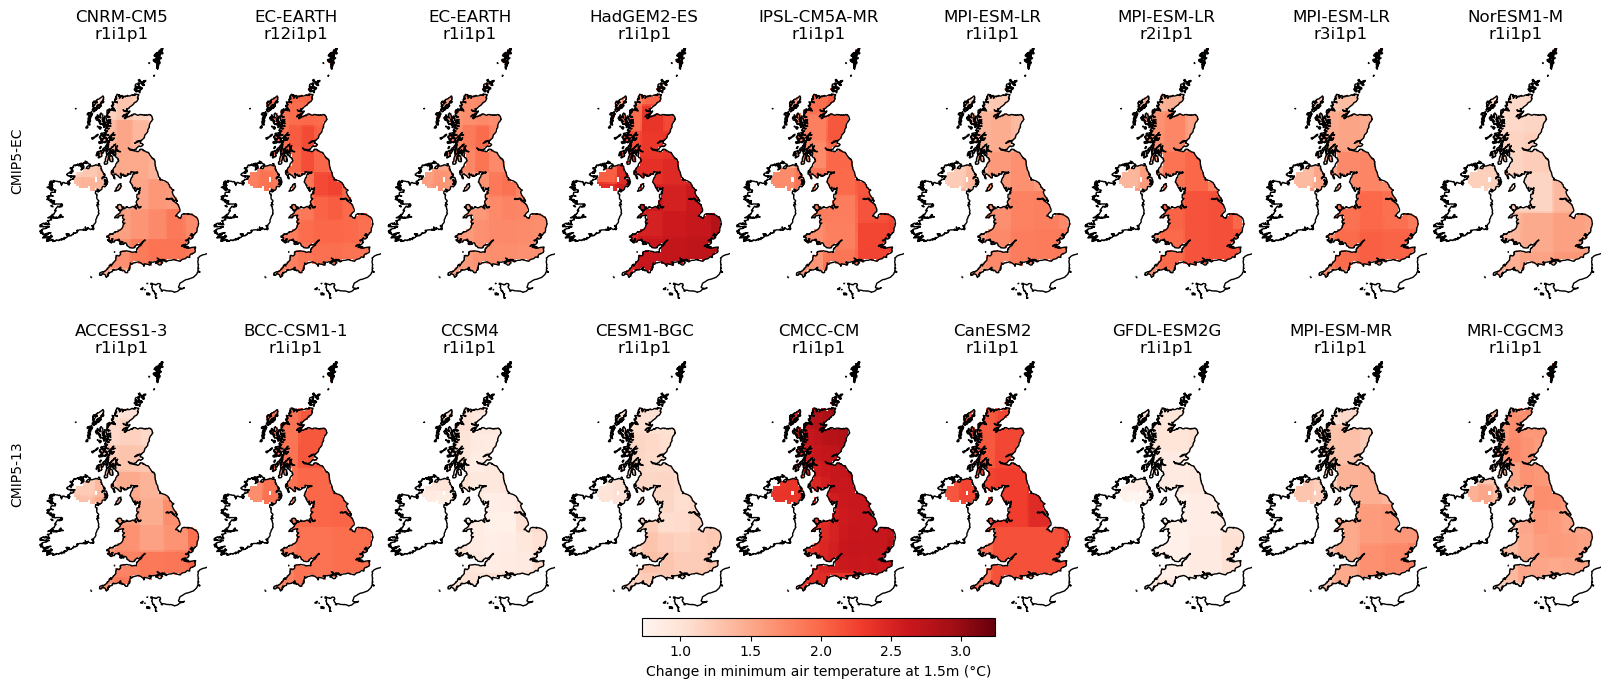 CNRM-CM5 EC-EARTH EC-EARTH HadGEM2-ES IPSL-CM5A-MR MPI-ESM-LR MPI-ESM-LR MPI-ESM-LR NorESM1-M
r1i1p1 r12i1p1 r1i1p1 r1i1p1 r1i1p1 r1i1p1 r2i1p1 r3i1p1 r1i1p1
CMIP5-EC
ACCESS1-3 BCC-CSM1-1 CCSM4 CESM1-BGC CMCC-CM CanESM2 GFDL-ESM2G MPI-ESM-MR MRI-CGCM3
r1i1p1 r1i1p1 r1i1p1 r1i1p1 r1i1p1 r1i1p1 r1i1p1 r1i1p1 r1i1p1
CMIP5-13
1.0 1.5 2.0 2.5 3.0
Change in minimum air temperature at 1.5m (°C)